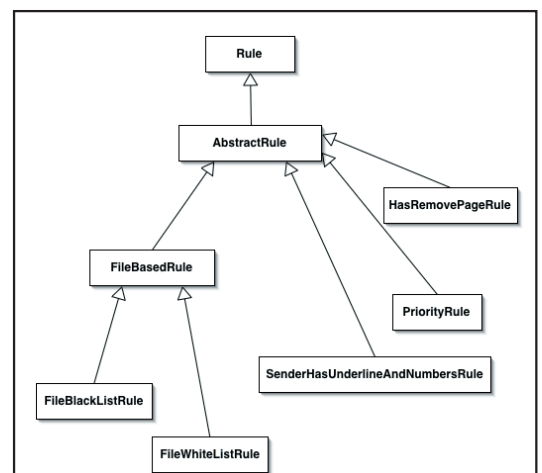 Rule
AbstractRule
HasRemovePageRule
FileBasedRule
PriorityRule
SenderHasUnderlineAndNumbersRule
FileBlackListRule
FileWhiteListRule